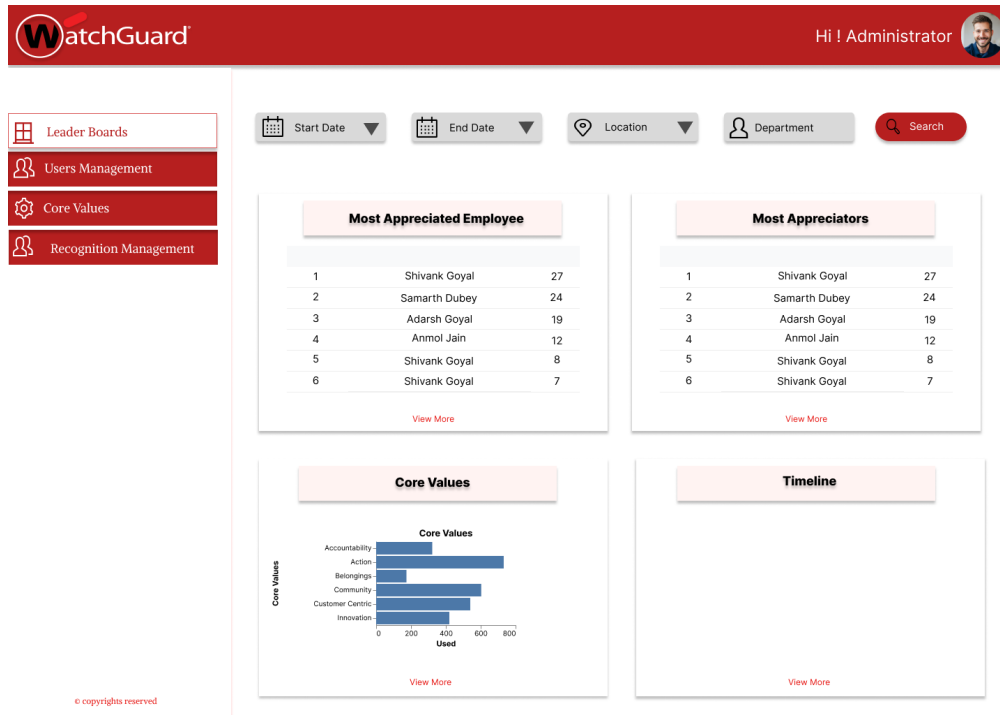 WatchGuard
Hi ! Administrator
Leader Boards
Users Management
Core Values
Recognition Management
Start Date
End Date
Location
Department
Search
Most Appreciated Employee
1 Shivank Goyal 27
2 Samarth Dubey 24
3 Adarsh Goyal 19
4 Anmol Jain 12
5 Shivank Goyal 8
6 Shivank Goyal 7
View More
Most Appreciators
1 Shivank Goyal 27
2 Samarth Dubey 24
3 Adarsh Goyal 19
4 Anmol Jain 12
5 Shivank Goyal 8
6 Shivank Goyal 7
View More
Core Values
Core Values
Core Values
Accountability
Action
Belongings
Community
Customer Centric
Innovation
0 200 400 600 800
Used
View More
Timeline
View More
© copyrights reserved